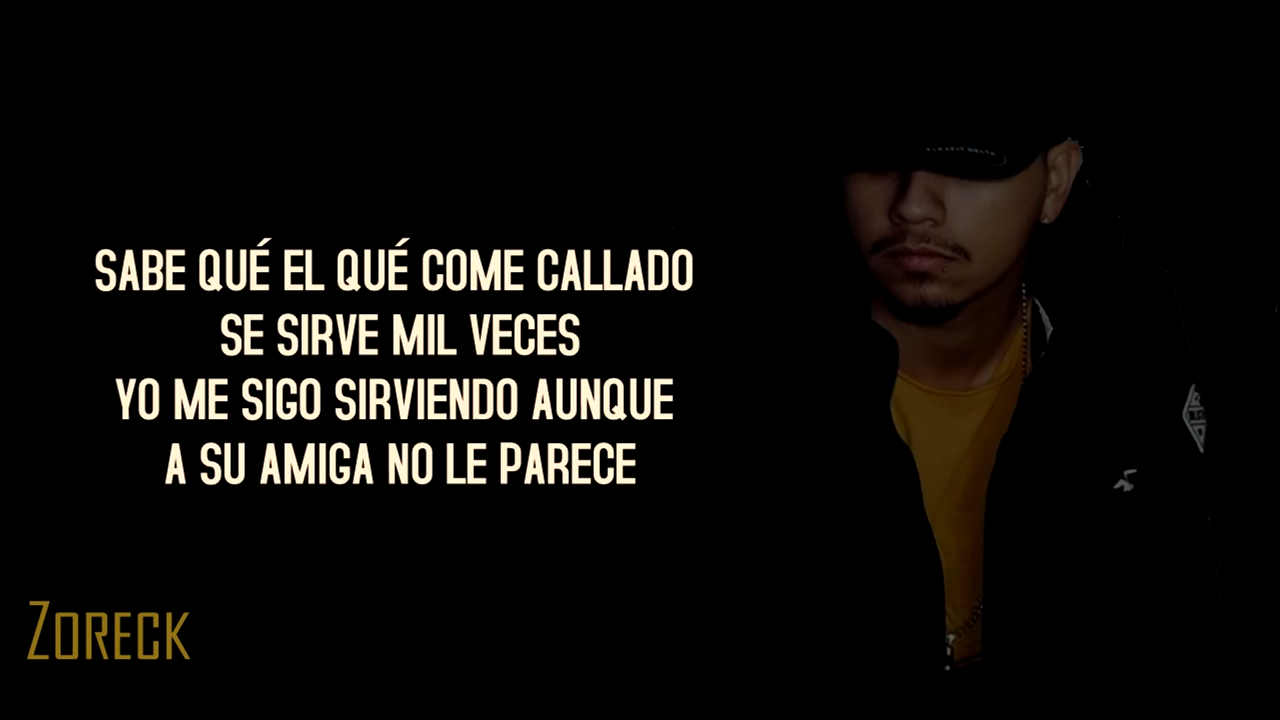 SABE QUÉ EL QUÉ COME CALLADO
SE SIRVE MIL VECES
YO ME SIGO SIRVIENDO AUNQUE
A SU AMIGA NO LE PARECE
ZORECK